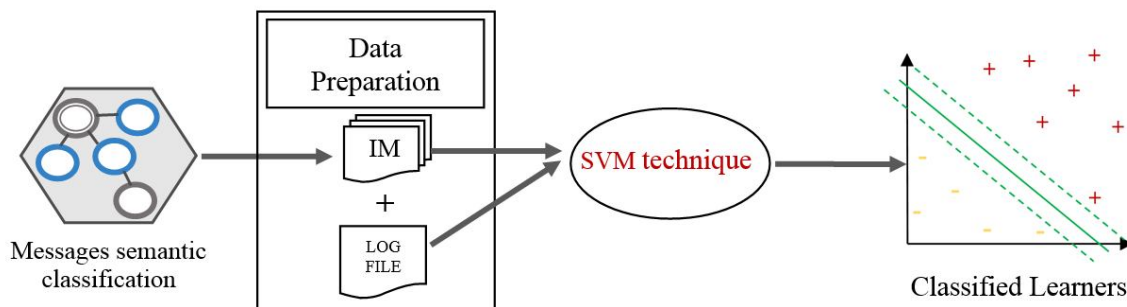 Messages semantic
classification
Data
Preparation
IM
+
LOG
FILE
SVM technique
Classified Learners